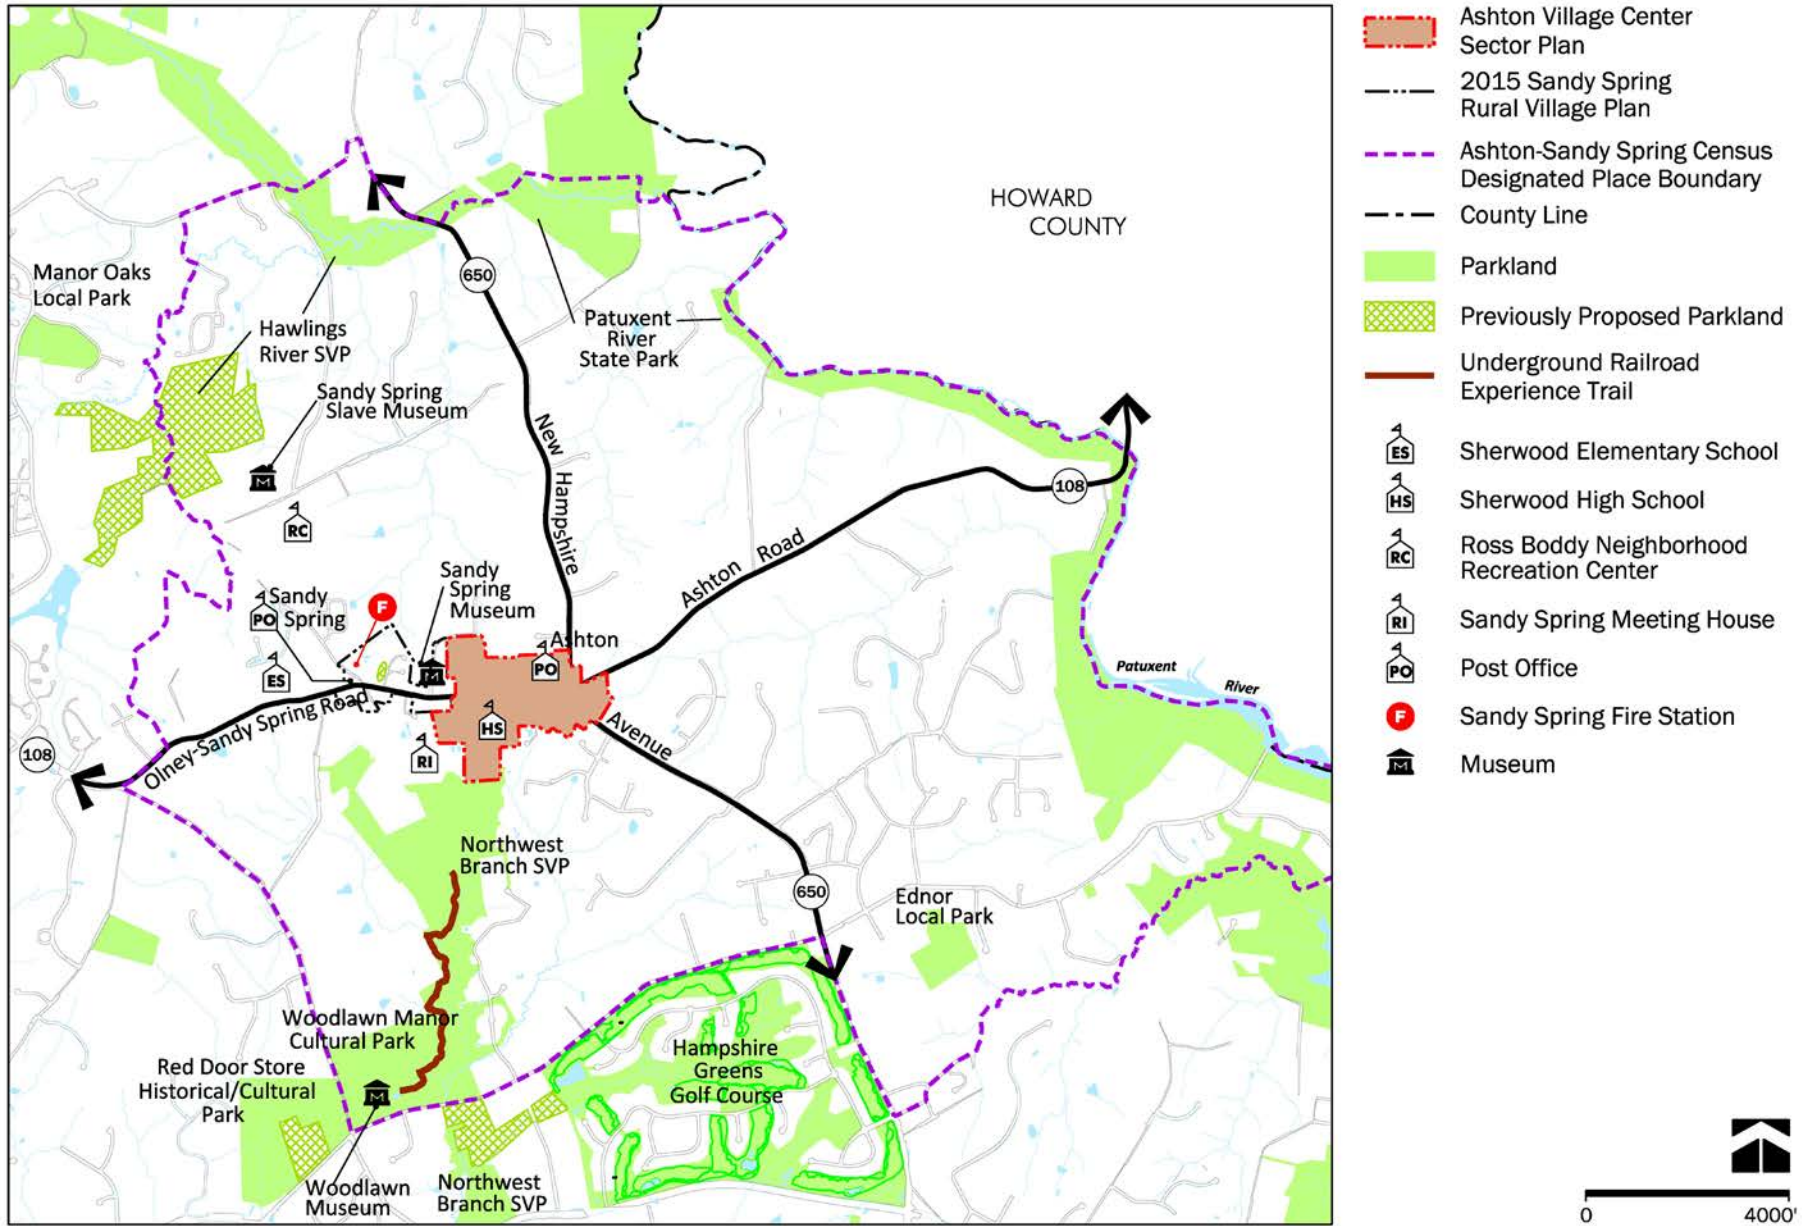 HOWARD
COUNTY
650
Manor Oaks
Local Park
Hawlings
River SVP
Patuxent
River
State Park
Sandy Spring
Slave Museum
M
RC
New Hampshire
108
Ashton Road
Sandy
Spring
Museum
Sandy
Spring
PO
F
Ashton
PO
M
ES
HS
RI
Olney-Sandy Spring Road
108
Avenue
Patuxent
River
Northwest
Branch SVP
650
Ednor
Local Park
Woodlawn Manor
Cultural Park
Red Door Store
Historical/Cultural
Park
M
Hampshire
Greens
Golf Course
Woodlawn
Museum
Northwest
Branch SVP
Ashton Village Center
Sector Plan
2015 Sandy Spring
Rural Village Plan
Ashton-Sandy Spring Census
Designated Place Boundary
County Line
Parkland
Previously Proposed Parkland
Underground Railroad
Experience Trail
ES Sherwood Elementary School
HS Sherwood High School
RC Ross Boddy Neighborhood
Recreation Center
RI Sandy Spring Meeting House
PO Post Office
F Sandy Spring Fire Station
M Museum
0 4000'